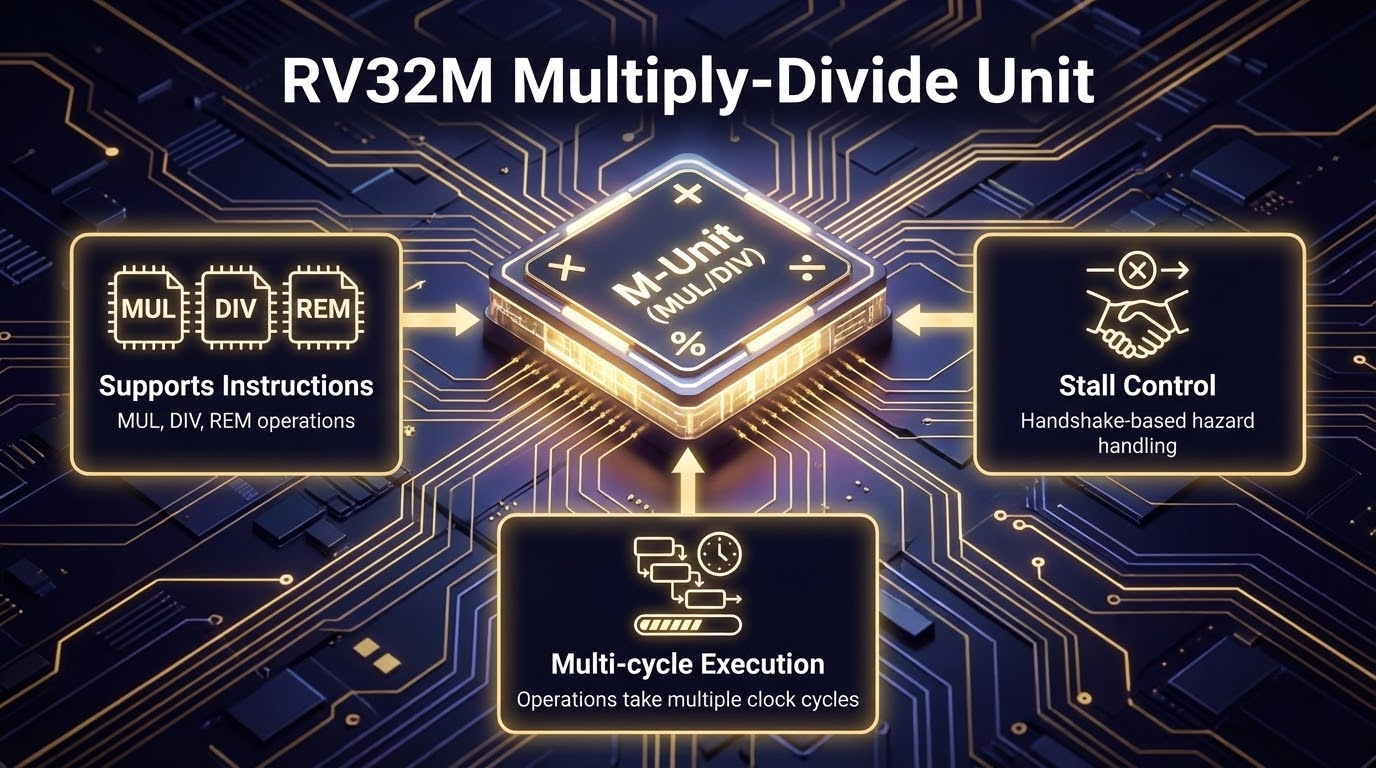 RV32M Multiply-Divide Unit
×
M-Unit
(MUL/DIV)
×
÷
%
MUL DIV REM
Supports Instructions
MUL, DIV, REM operations
Stall Control
Handshake-based hazard
handling
Multi-cycle Execution
Operations take multiple clock cycles